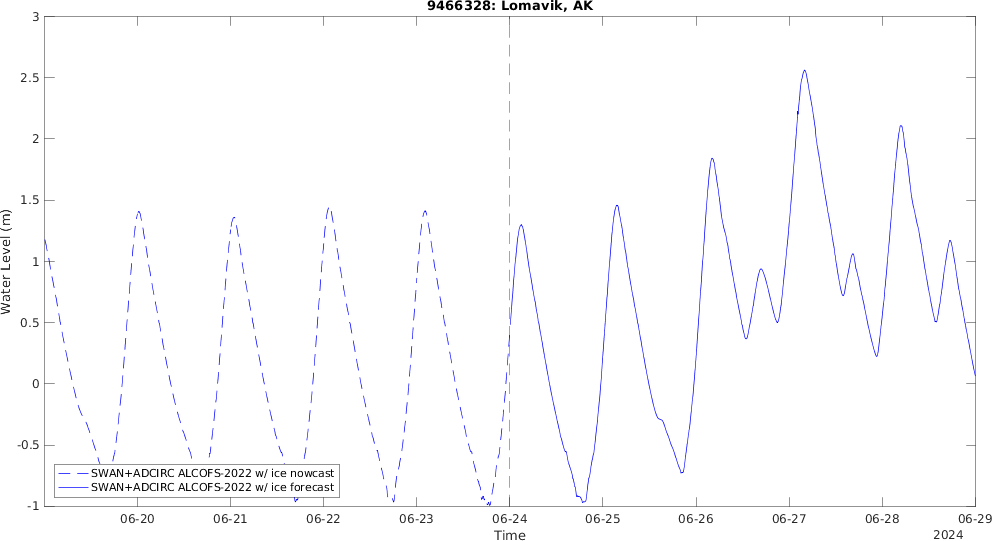 9466328: Lomavik, AK
3
2.5
2
1.5
1
0.5
0
-0.5
-1
Water Level (m)
SWAN+ADCIRC ALCOFS-2022 w/ ice nowcast
SWAN+ADCIRC ALCOFS-2022 w/ ice forecast
06-20 06-21 06-22 06-23 06-24 06-25 06-26 06-27 06-28 06-29
Time
2024